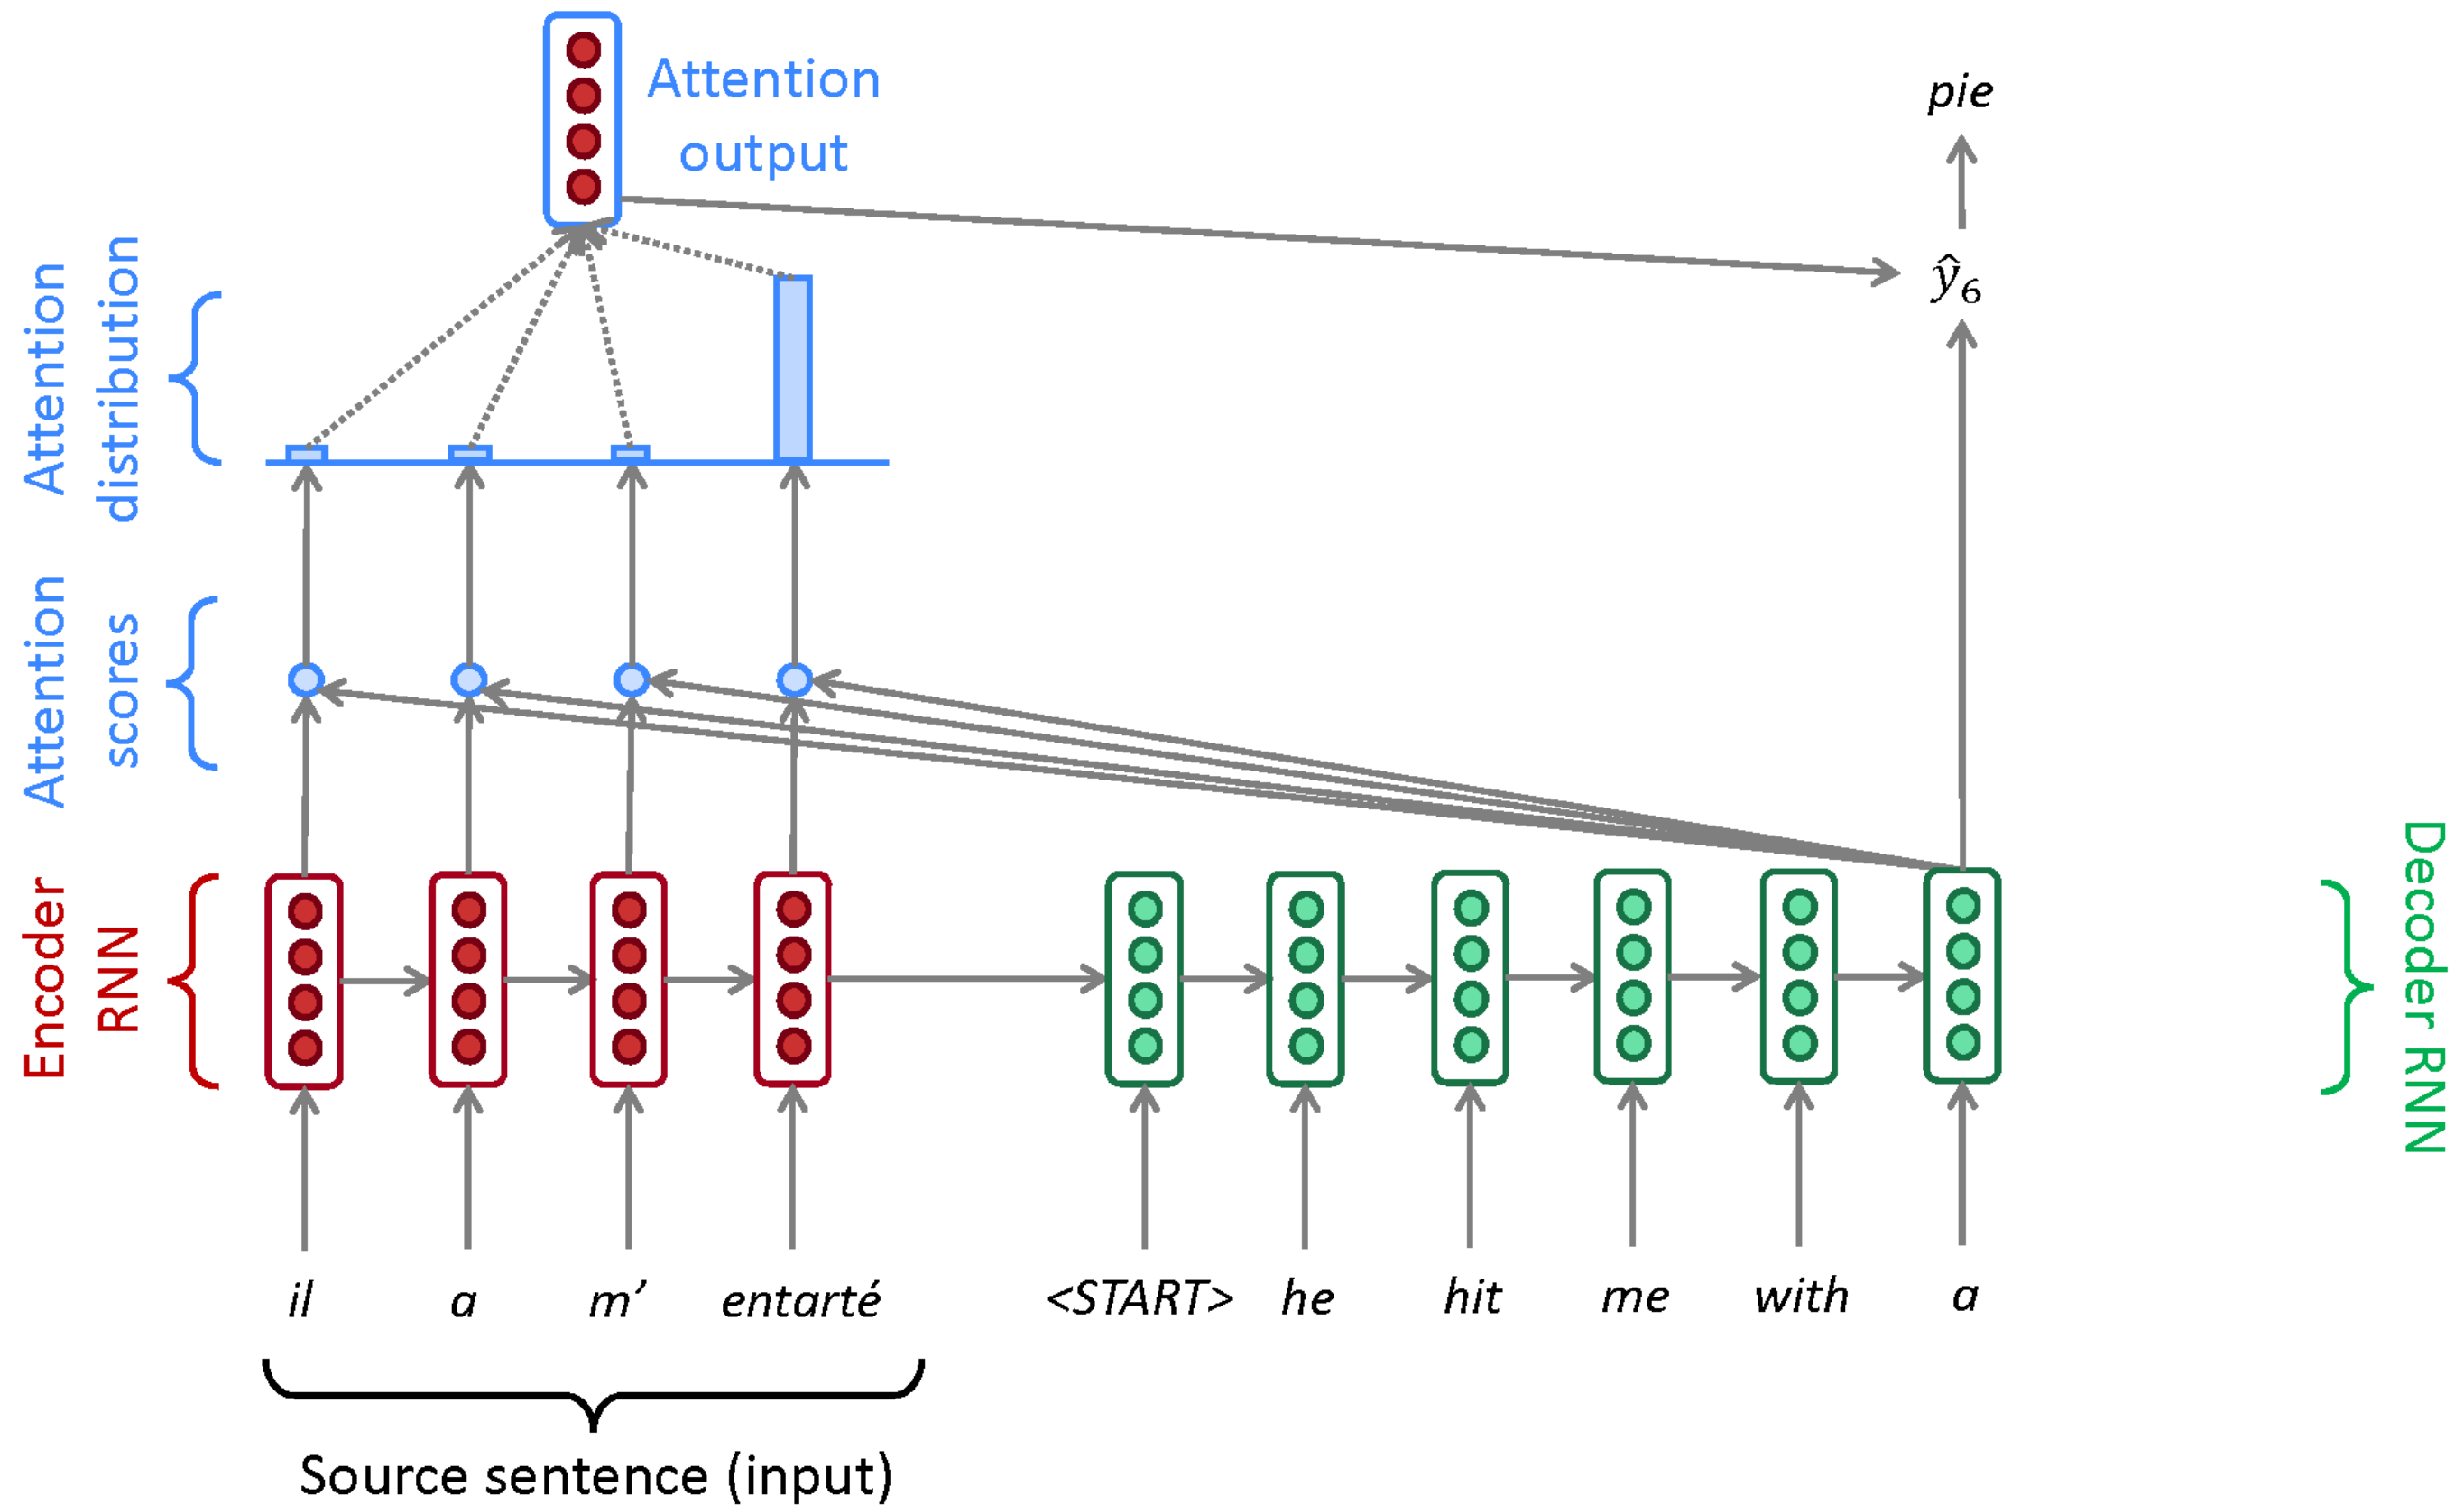 Attention
output
pie
ŷ6
Attention
distribution
Attention
scores
Encoder
RNN
Decoder RNN
il a m’ entarté <START> he hit me with a
Source sentence (input)